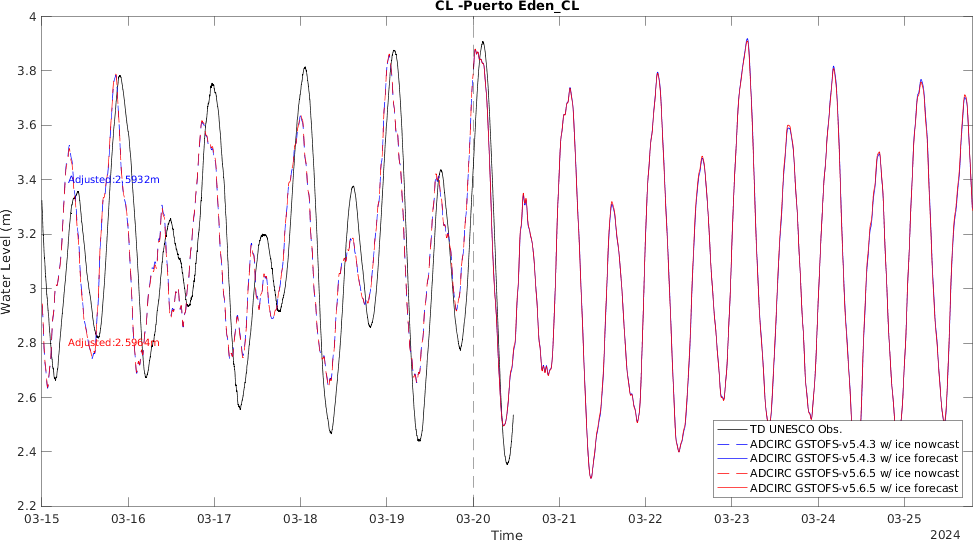 CL -Puerto Eden_CL
4
3.8
3.6
3.4
3.2
3
2.8
2.6
2.4
2.2
Water Level (m)
Adjusted:2.5932m
Adjusted:2.5964m
TD UNESCO Obs.
ADCIRC GSTOFS-v5.4.3 w/ ice nowcast
ADCIRC GSTOFS-v5.4.3 w/ ice forecast
ADCIRC GSTOFS-v5.6.5 w/ ice nowcast
ADCIRC GSTOFS-v5.6.5 w/ ice forecast
03-15 03-16 03-17 03-18 03-19 03-20 03-21 03-22 03-23 03-24 03-25
Time
2024